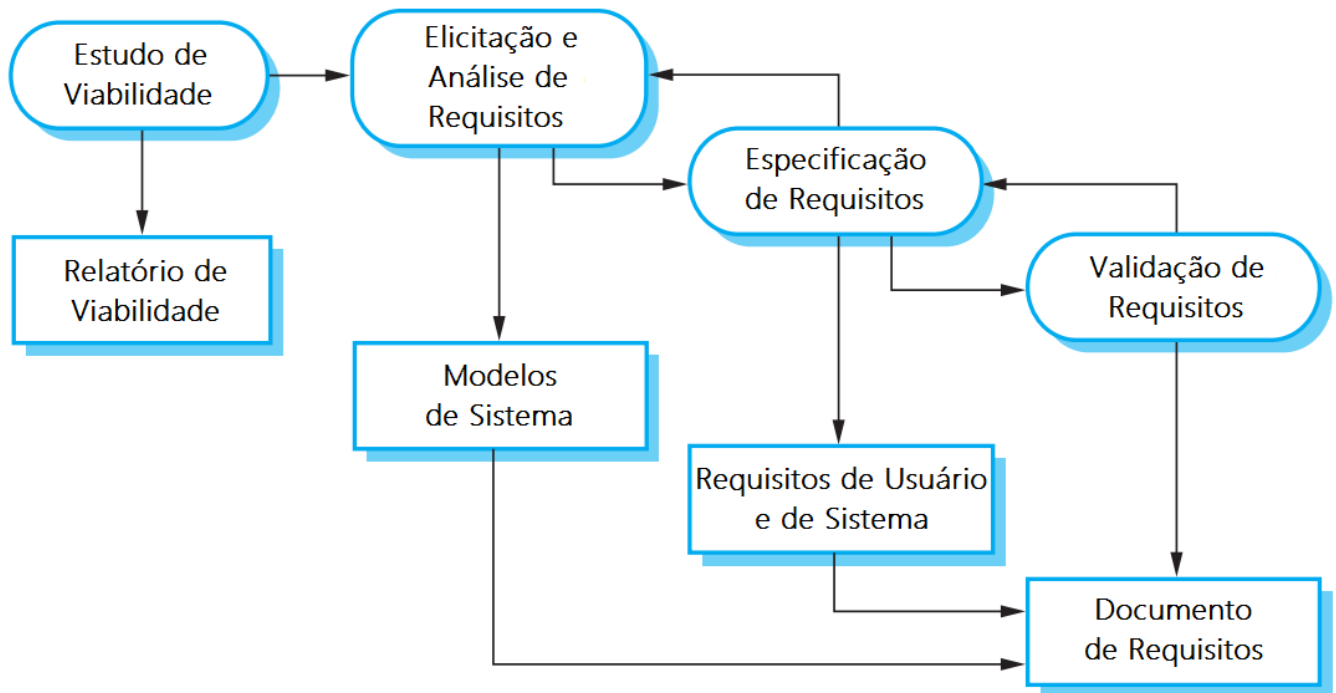 Estudo de
Viabilidade
Elicitação e
Análise de
Requisitos
Especificação
de Requisitos
Validação de
Requisitos
Relatório de
Viabilidade
Modelos
de Sistema
Requisitos de Usuário
e de Sistema
Documento
de Requisitos